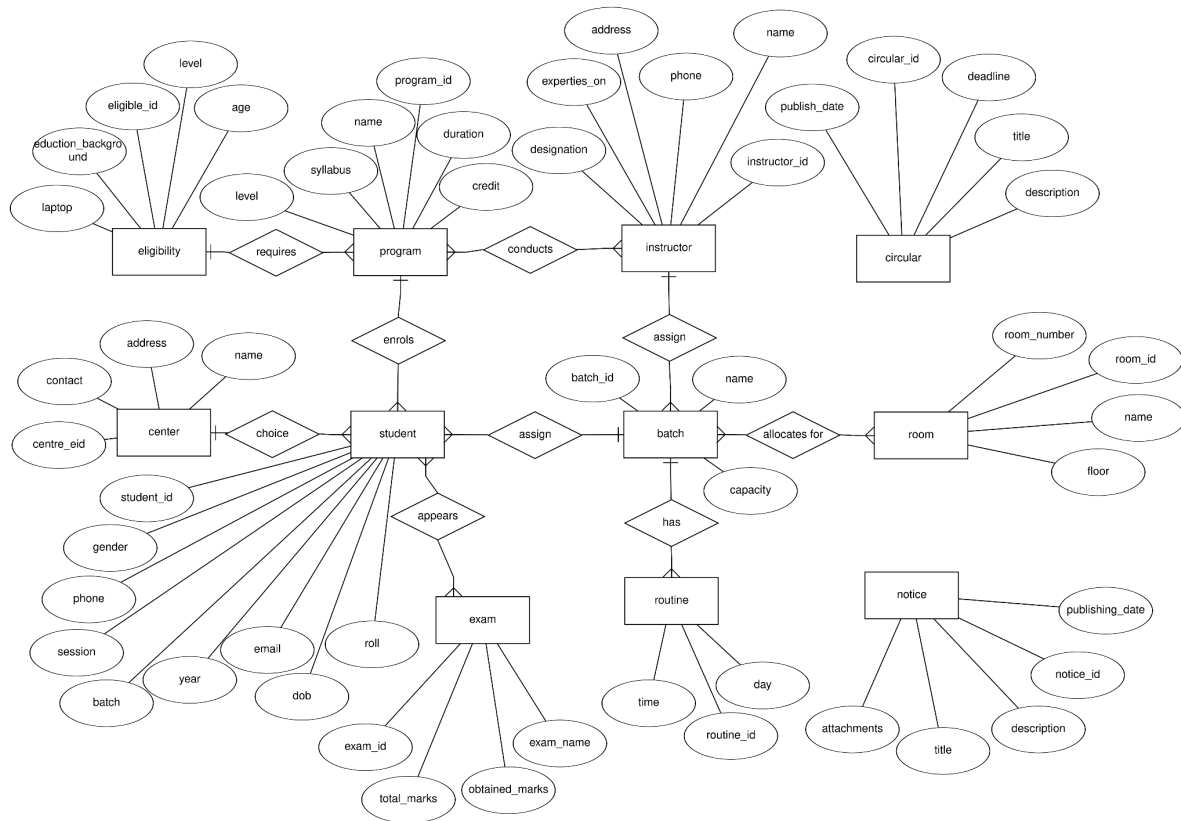 address
name
level
circular_id
program_id
experties_on
phone
deadline
eligible_id
age
publish_date
name
duration
eduction_backgro
und
designation
instructor_id
title
syllabus
credit
description
laptop
level
eligibility
requires
program
conducts
instructor
circular
address
name
enrols
assign
room_number
room_id
contact
batch_id
name
name
centre_eid
center
choice
student
assign
batch
allocates for
room
floor
student_id
capacity
appears
has
gender
phone
routine
notice
publishing_date
exam
session
email
roll
year
notice_id
batch
dob
time
day
attachments
description
exam_id
exam_name
routine_id
title
total_marks
obtained_marks